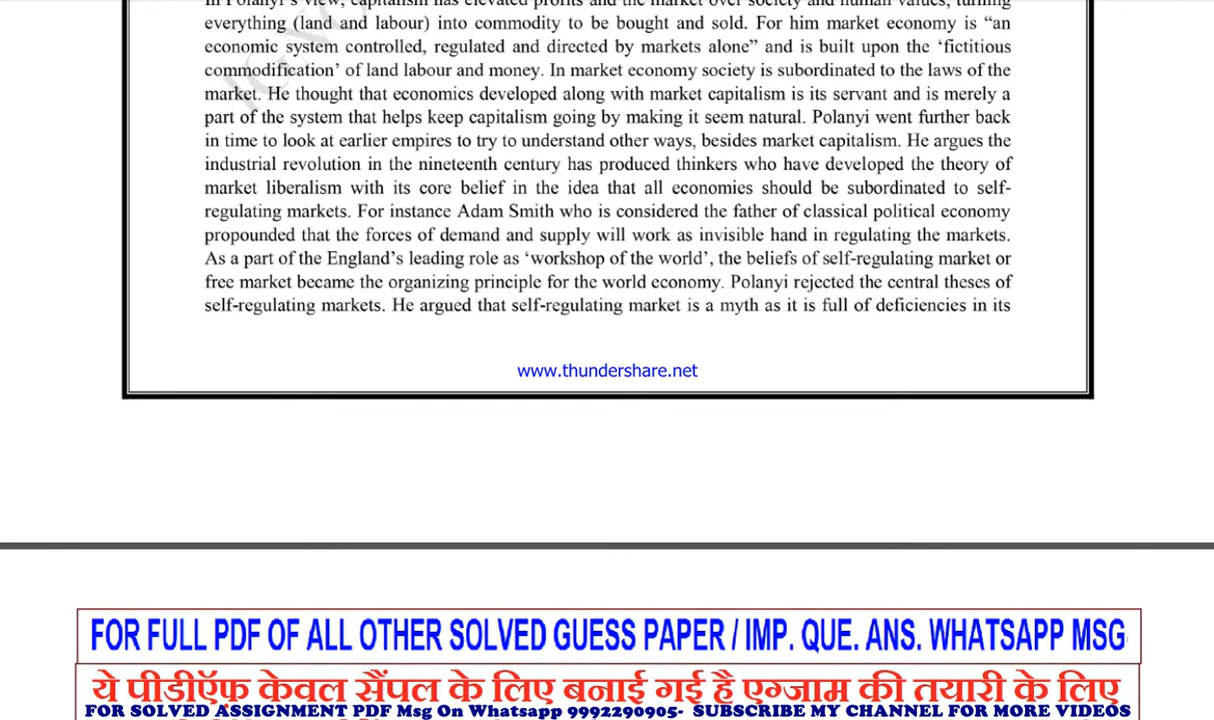 In Polanyi's view, capitalism has elevated profits and the market over society and human values, turning
everything (land and labour) into commodity to be bought and sold. For him market economy is “an
economic system controlled, regulated and directed by markets alone” and is built upon the ‘fictitious
commodification’ of land labour and money. In market economy society is subordinated to the laws of the
market. He thought that economics developed along with market capitalism is its servant and is merely a
part of the system that helps keep capitalism going by making it seem natural. Polanyi went further back
in time to look at earlier empires to try to understand other ways, besides market capitalism. He argues the
industrial revolution in the nineteenth century has produced thinkers who have developed the theory of
market liberalism with its core belief in the idea that all economies should be subordinated to self-
regulating markets. For instance Adam Smith who is considered the father of classical political economy
propounded that the forces of demand and supply will work as invisible hand in regulating the markets.
As a part of the England’s leading role as ‘workshop of the world’, the beliefs of self-regulating market or
free market became the organizing principle for the world economy. Polanyi rejected the central theses of
self-regulating markets. He argued that self-regulating market is a myth as it is full of deficiencies in its
www.thundershare.net
FOR FULL PDF OF ALL OTHER SOLVED GUESS PAPER / IMP. QUE. ANS. WHATSAPP MSG
ये पीडीऍफ़ केवल सैंपल के लिए बनाई गई है एग्जाम की तयारी के लिए
FOR SOLVED ASSIGNMENT PDF Msg On Whatsapp 9992290905- SUBSCRIBE MY CHANNEL FOR MORE VIDEOS